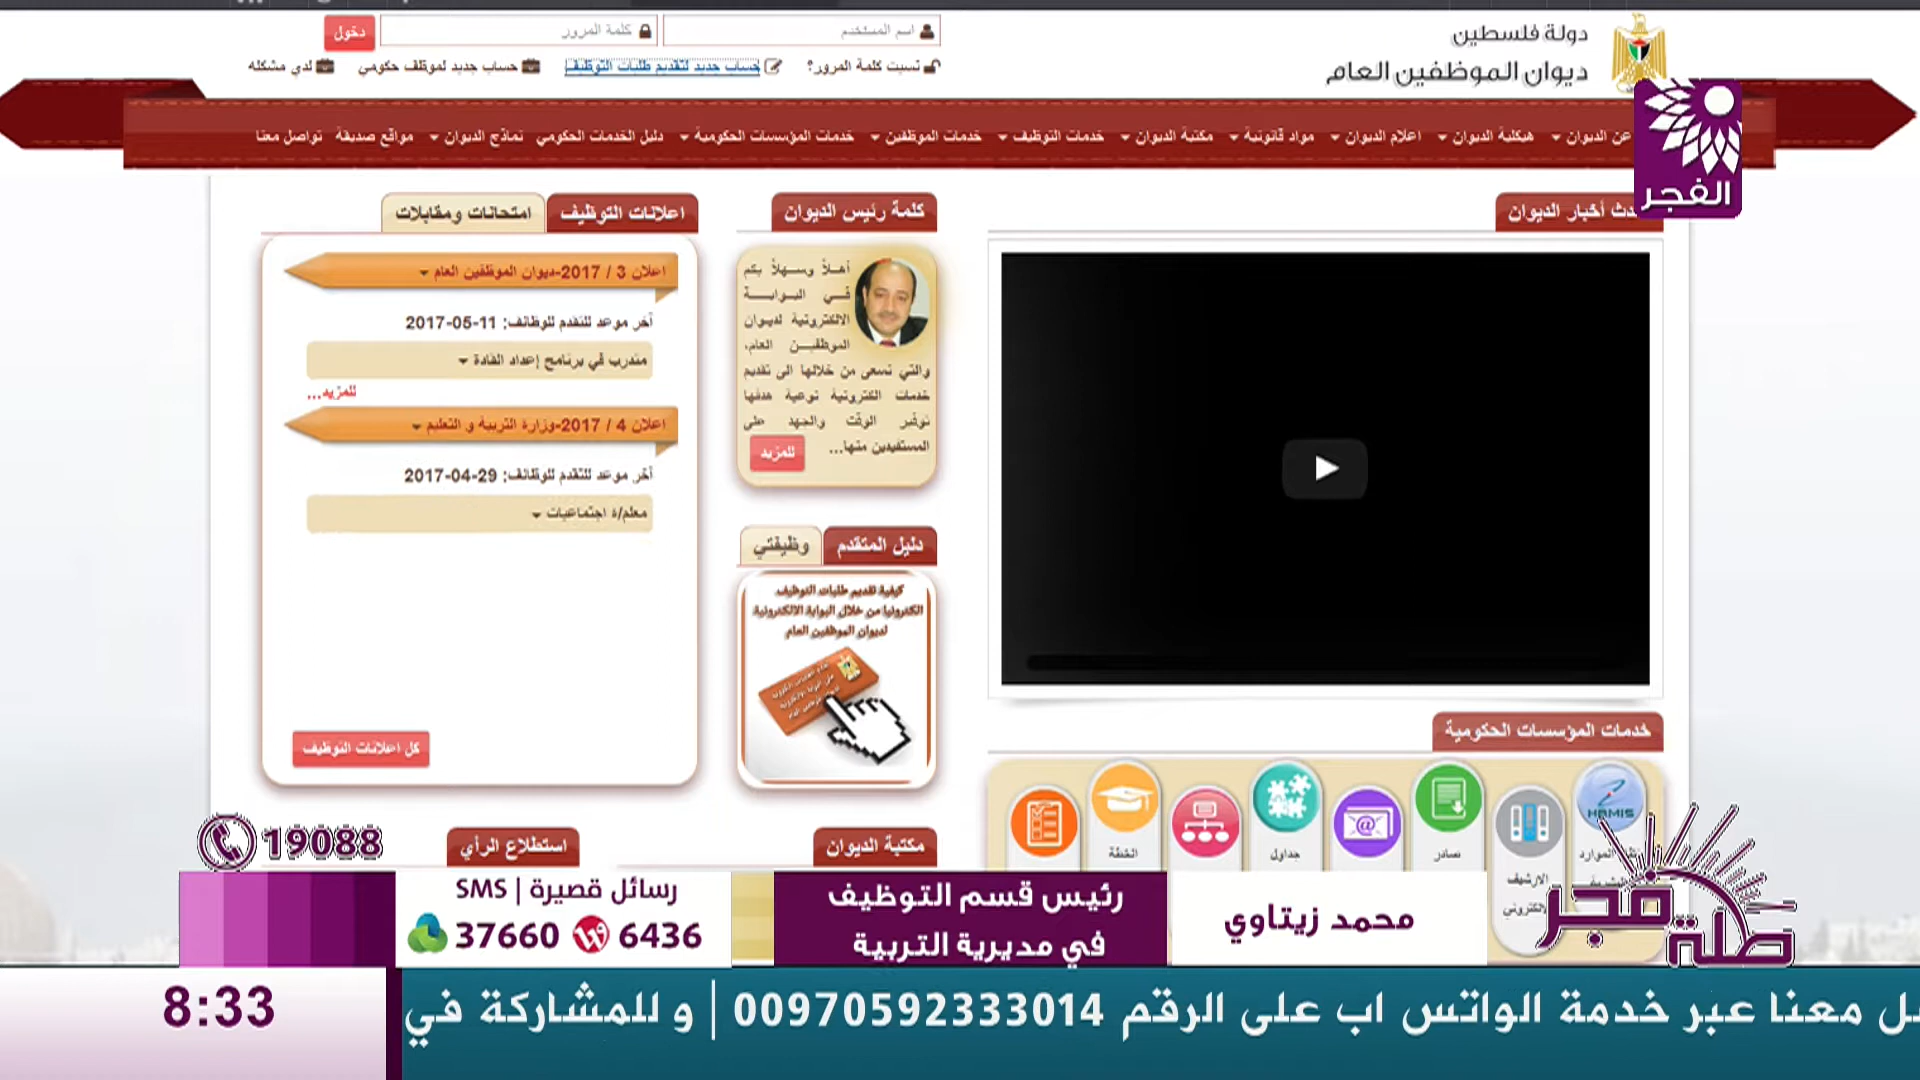 دولة فلسطين
ديوان الموظفين العام
اسم المستخدم
كلمة المرور
دخول
نسيت كلمة المرور؟
حساب جديد لتقديم طلبات التوظيف
حساب جديد لموظف حكومي
لدي مشكله
الفجر
عن الديوان
هيكلية الديوان
اعلام الديوان
مواد قانونية
مكتبة الديوان
خدمات التوظيف
خدمات الموظفين
خدمات المؤسسات الحكومية
دليل الخدمات الحكومي
نماذج الديوان
مواقع صديقة
تواصل معنا
أخبار الديوان
كلمة رئيس الديوان
أهلاً وسهلاً بكم
في البوابة
الالكترونية لديوان
الموظفين العام،
والتي نسعى من خلالها الى تقديم
خدمات الكترونية نوعية هدفها
توفير الوقت والجهد على
المستفيدين منها...
للمزيد
اعلانات التوظيف
امتحانات ومقابلات
اعلان 3 / 2017-ديوان الموظفين العام
آخر موعد للتقدم للوظائف: 11-05-2017
متدرب في برنامج إعداد القادة
للمزيد...
اعلان 4 / 2017-وزارة التربية و التعليم
آخر موعد للتقدم للوظائف: 29-04-2017
معلم/ة اجتماعيات
كل اعلانات التوظيف
دليل المتقدم
وظيفتي
كيفية تقديم طلبات التوظيف
الكترونيا من خلال البوابة الالكترونية
لديوان الموظفين العام
خدمات المؤسسات الحكومية
HRMIS
الارشيف
صادر
جداول
الخطة
مكتبة الديوان
استطلاع الرأي
19088
رسائل قصيرة | SMS
37660
6436
رئيس قسم التوظيف
في مديرية التربية
محمد زيتاوي
صلة فجر
8:33
معنا عبر خدمة الواتس اب على الرقم 00970592333014 | و للمشاركة في